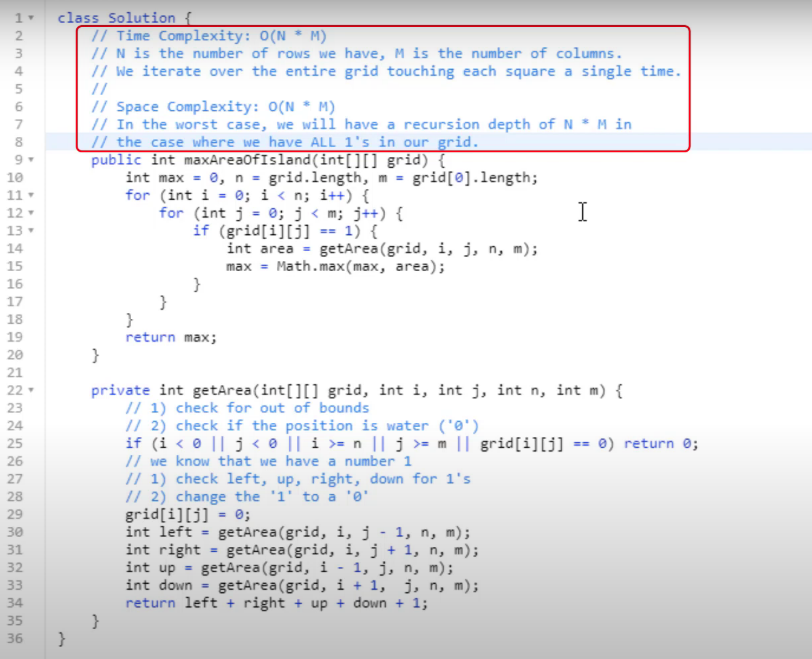 1 class Solution {
2 // Time Complexity: O(N * M)
3 // N is the number of rows we have, M is the number of columns.
4 // We iterate over the entire grid touching each square a single time.
5 //
6 // Space Complexity: O(N * M)
7 // In the worst case, we will have a recursion depth of N * M in
8 // the case where we have ALL 1's in our grid.
9 public int maxAreaOfIsland(int[][] grid) {
10 int max = 0, n = grid.length, m = grid[0].length;
11 for (int i = 0; i < n; i++) {
12 for (int j = 0; j < m; j++) {
13 if (grid[i][j] == 1) {
14 int area = getArea(grid, i, j, n, m);
15 max = Math.max(max, area);
16 }
17 }
18 }
19 return max;
20 }
21
22 private int getArea(int[][] grid, int i, int j, int n, int m) {
23 // 1) check for out of bounds
24 // 2) check if the position is water ('0')
25 if (i < 0 || j < 0 || i >= n || j >= m || grid[i][j] == 0) return 0;
26 // we know that we have a number 1
27 // 1) check left, up, right, down for 1's
28 // 2) change the '1' to a '0'
29 grid[i][j] = 0;
30 int left = getArea(grid, i, j - 1, n, m);
31 int right = getArea(grid, i, j + 1, n, m);
32 int up = getArea(grid, i - 1, j, n, m);
33 int down = getArea(grid, i + 1,  j, n, m);
34 return left + right + up + down + 1;
35 }
36 }